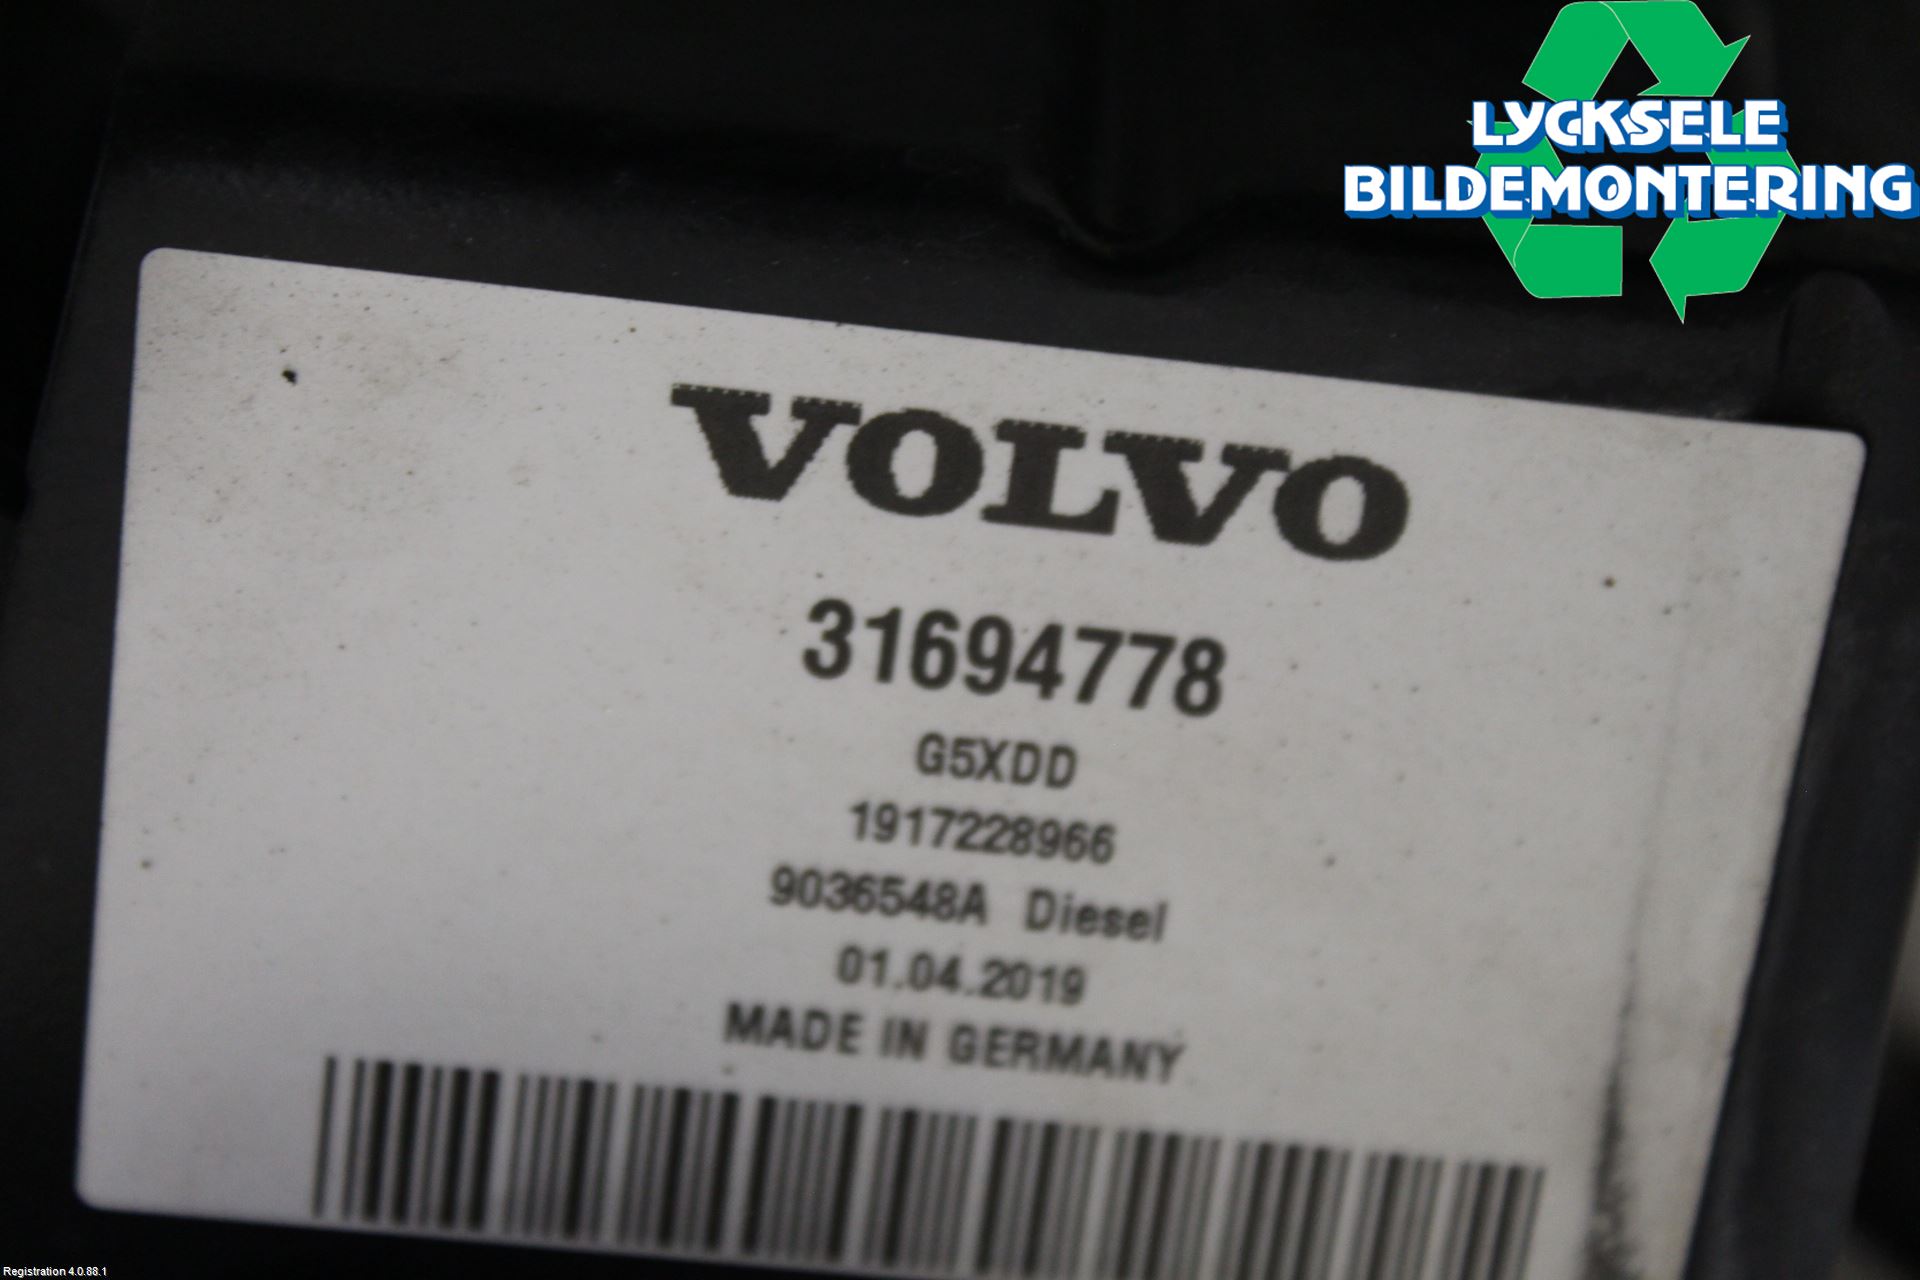 LYCKSELE
BILDEMONTERING
VOLVO
31694778
G5XDD
1917228966
9036548A Diesel
01.04.2019
MADE IN GERMANY
Registration 4.0.88.1